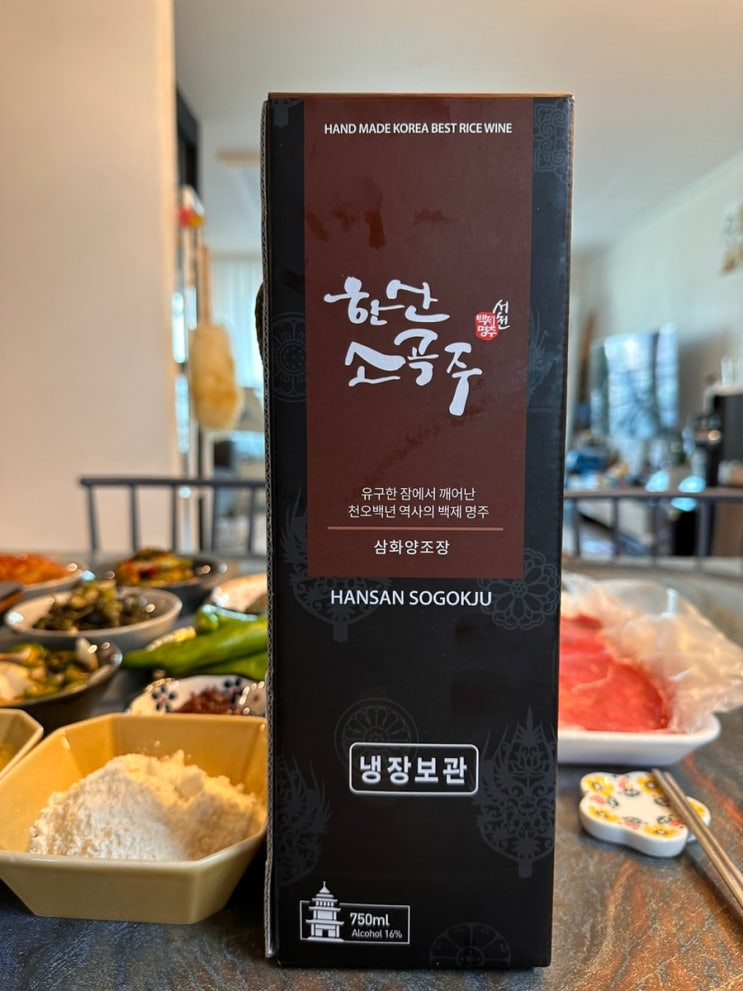 HAND MADE KOREA BEST RICE WINE
한산
소곡주
서천
백제
명주
유구한 잠에서 깨어난
천오백년 역사의 백제 명주
삼화양조장
HANSAN SOGOKJU
냉장보관
750ml
Alcohol 16%